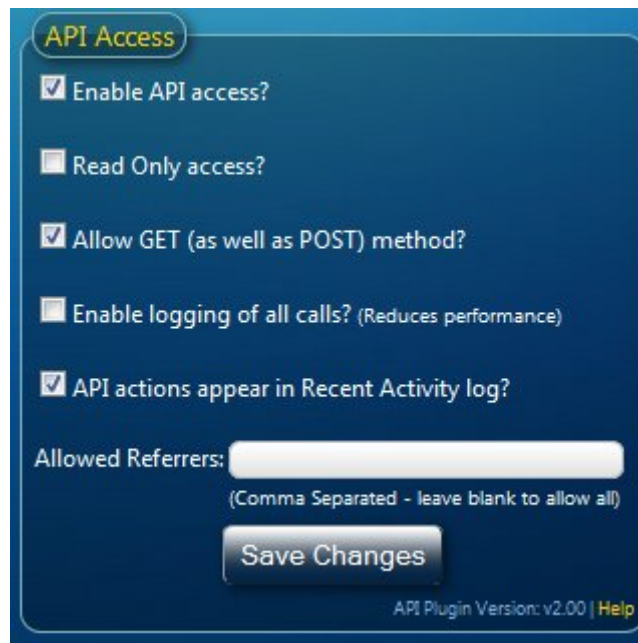 API Access
Enable API access?
Read Only access?
Allow GET (as well as POST) method?
Enable logging of all calls? (Reduces performance)
API actions appear in Recent Activity log?
Allowed Referrers:
(Comma Separated - leave blank to allow all)
Save Changes
API Plugin Version: v2.00 | Help